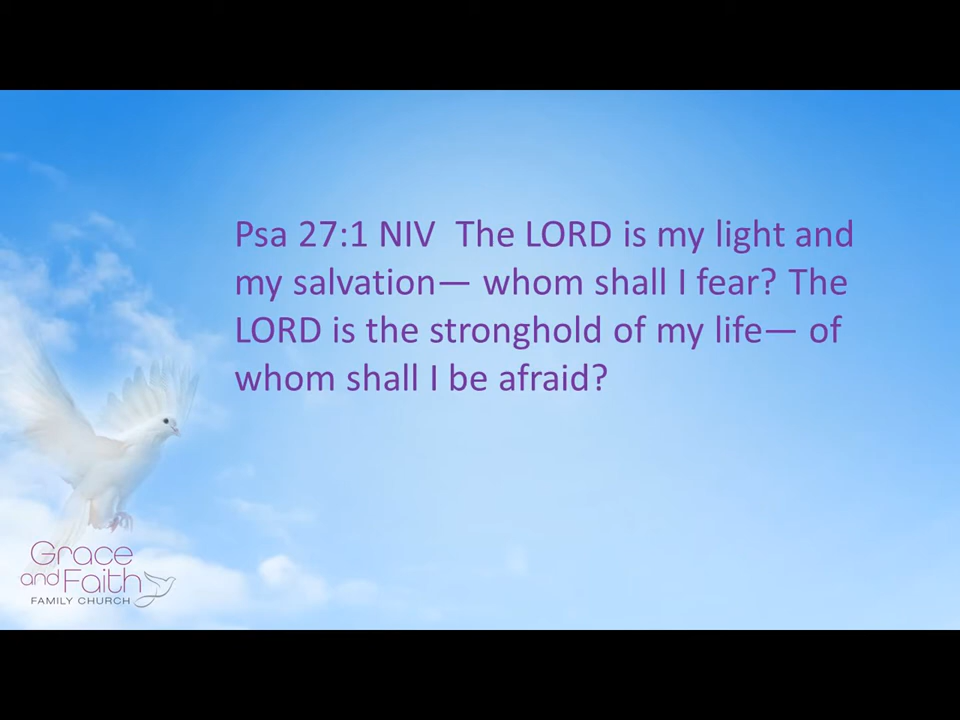 Psa 27:1 NIV  The LORD is my light and
my salvation— whom shall I fear? The
LORD is the stronghold of my life— of
whom shall I be afraid?
Grace
and Faith
FAMILY CHURCH